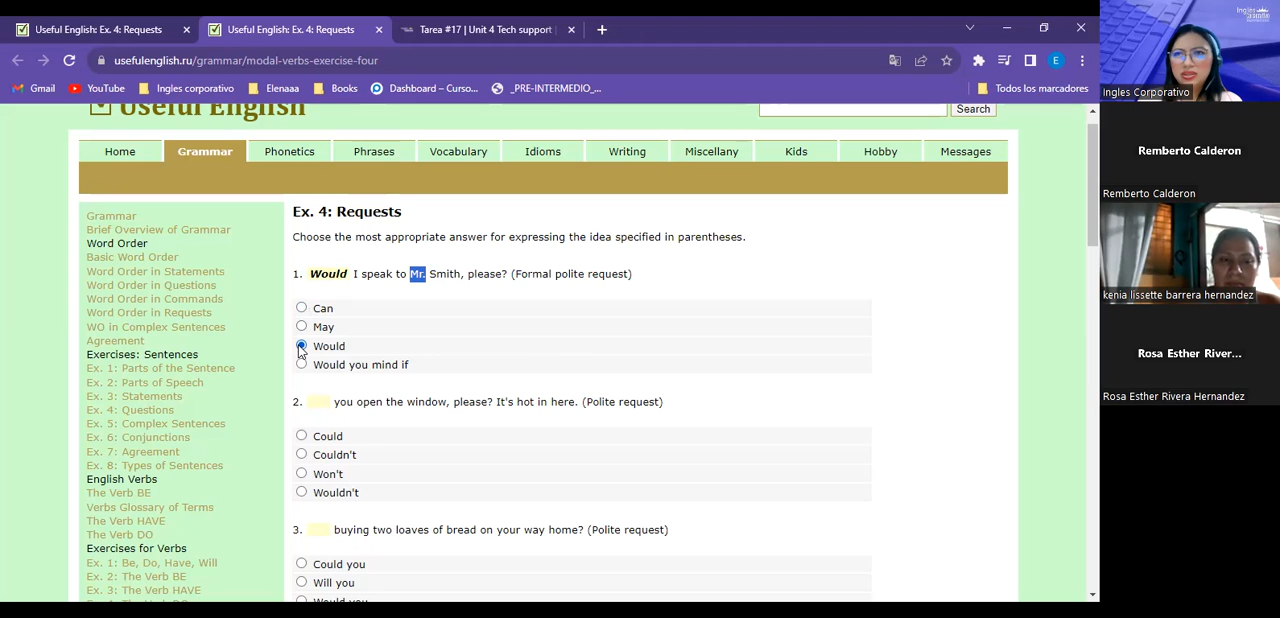 Useful English: Ex. 4: Requests
Useful English: Ex. 4: Requests
Tarea #17 | Unit 4 Tech support
usefulenglish.ru/grammar/modal-verbs-exercise-four
E
Gmail
YouTube
Ingles corporativo
Elenaaa
Books
Dashboard – Curso...
_PRE-INTERMEDIO_...
Todos los marcadores
Useful English
Search
Home
Grammar
Phonetics
Phrases
Vocabulary
Idioms
Writing
Miscellany
Kids
Hobby
Messages
Grammar
Brief Overview of Grammar
Word Order
Basic Word Order
Word Order in Statements
Word Order in Questions
Word Order in Commands
Word Order in Requests
WO in Complex Sentences
Agreement
Exercises: Sentences
Ex. 1: Parts of the Sentence
Ex. 2: Parts of Speech
Ex. 3: Statements
Ex. 4: Questions
Ex. 5: Complex Sentences
Ex. 6: Conjunctions
Ex. 7: Agreement
Ex. 8: Types of Sentences
English Verbs
The Verb BE
Verbs Glossary of Terms
The Verb HAVE
The Verb DO
Exercises for Verbs
Ex. 1: Be, Do, Have, Will
Ex. 2: The Verb BE
Ex. 3: The Verb HAVE
Ex. 4: The Verb DO
Ex. 4: Requests
Choose the most appropriate answer for expressing the idea specified in parentheses.
1. Would I speak to Mr. Smith, please? (Formal polite request)
Can
May
Would
Would you mind if
2. you open the window, please? It's hot in here. (Polite request)
Could
Couldn't
Won't
Wouldn't
3. buying two loaves of bread on your way home? (Polite request)
Could you
Will you
Would you
Ingles Corporativo
Remberto Calderon
Remberto Calderon
kenia lissette barrera hernandez
Rosa Esther River...
Rosa Esther Rivera Hernandez